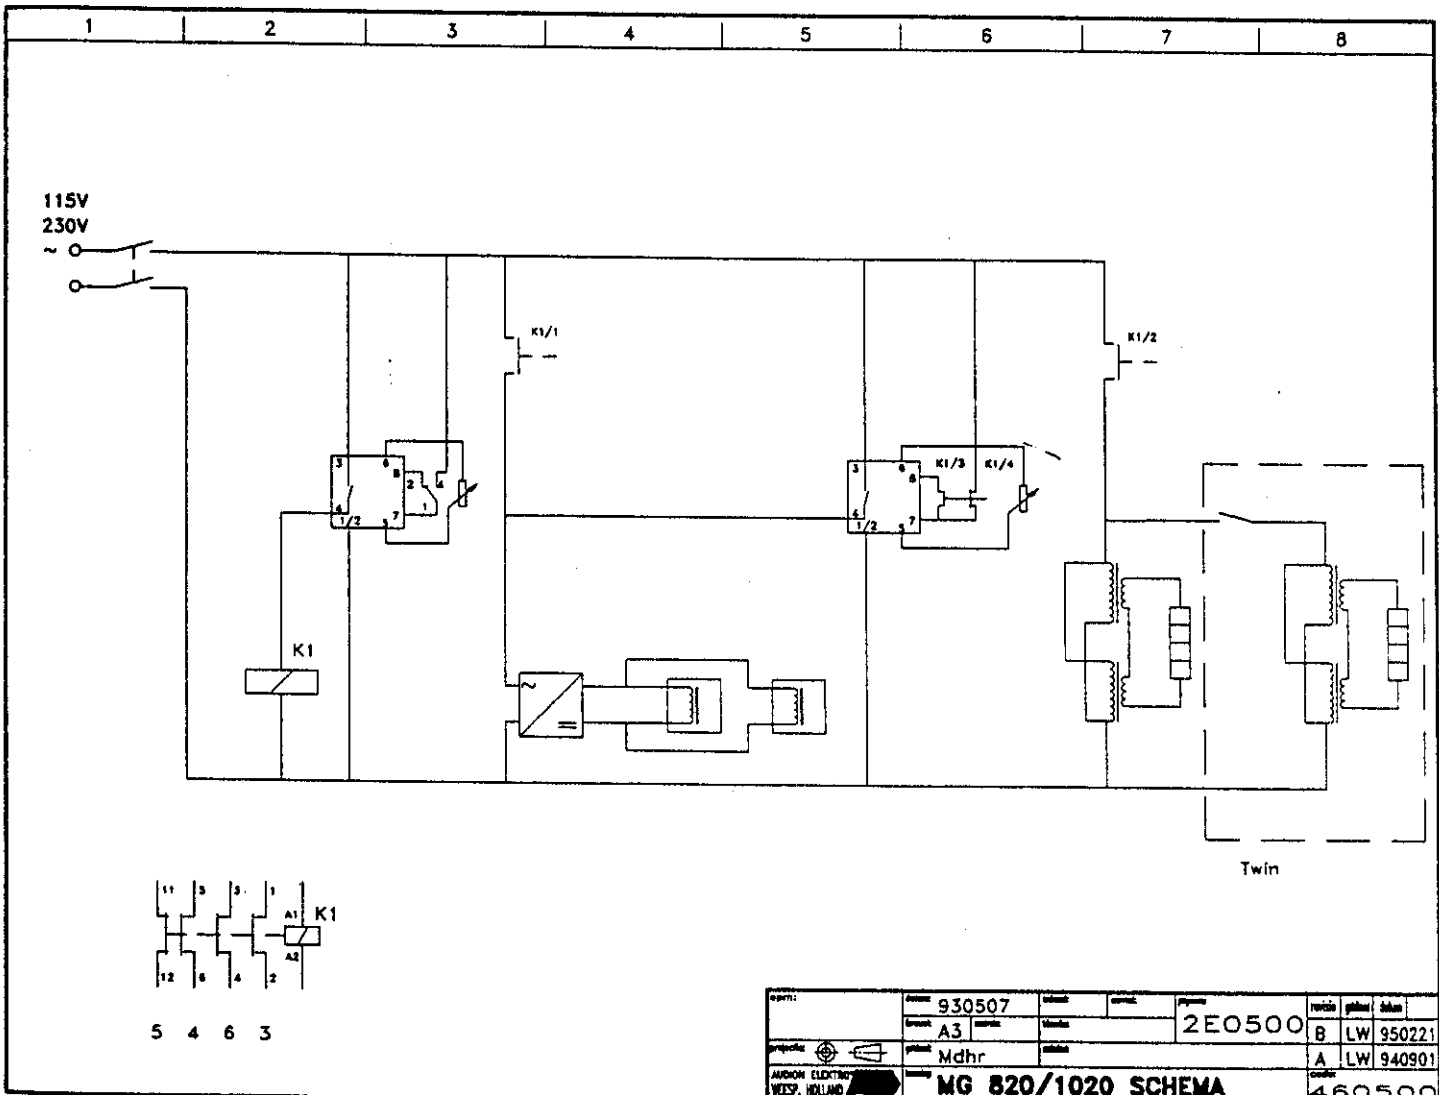 1 2 3 4 5 6 7 8
115V
230V
~
K1/1
K1/2
3 6 8 2 4 1 7 5 4 1/2
3 6 8 K1/3 K1/4 7 5 6 1/2
K1
~
=
Twin
11 3 3. 1
A1 K1
A2
12 6 4 2
5 4 6 3
930507
A3
Mdhr
2E0500
B LW 950221
A LW 940901
AUDION ELEKTRO
WEESP, HOLLAND
MG 820/1020 SCHEMA
460500